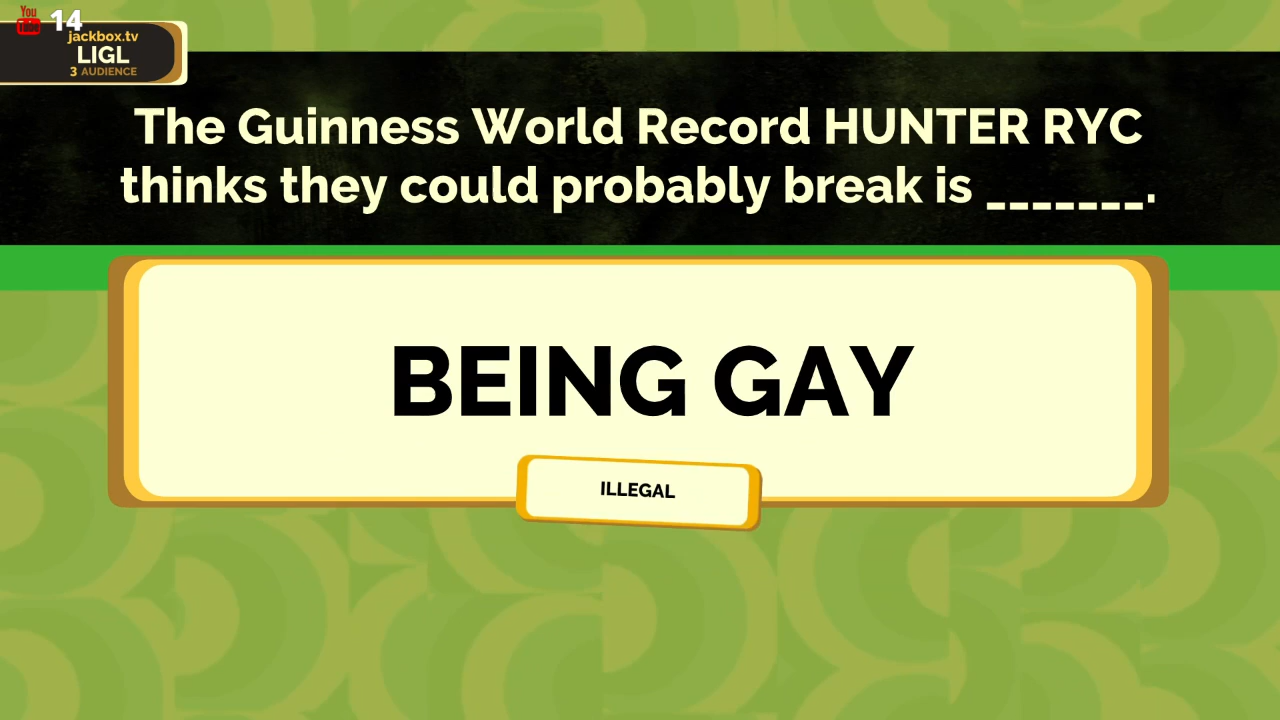 You
Tube 14
jackbox.tv
LIGL
3 AUDIENCE
The Guinness World Record HUNTER RYC
thinks they could probably break is _______.
BEING GAY
ILLEGAL